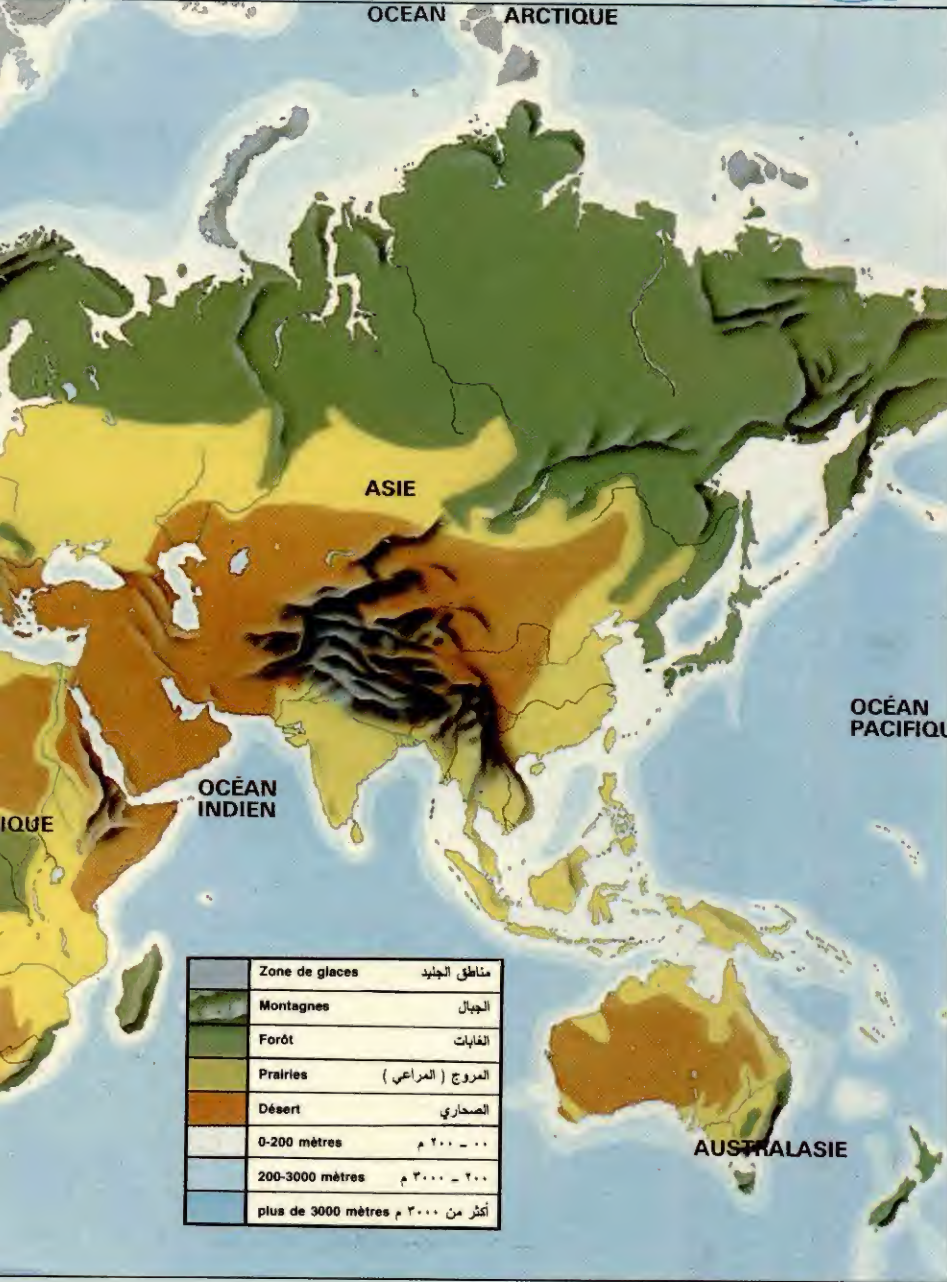 OCEAN ARCTIQUE
ASIE
OCÉAN
PACIFIQU
OCÉAN
INDIEN
IQUE
Zone de glaces مناطق الجليد
Montagnes الجبال
Forôt الغابات
Prairies المروج ( المراعي )
Désert الصحاري
0-200 mètres ٠٠ – ٢٠٠ م
200-3000 mètres ٢٠٠ – ٣٠٠٠ م
plus de 3000 mètres أكثر من ٣٠٠٠ م
AUSTRALASIE